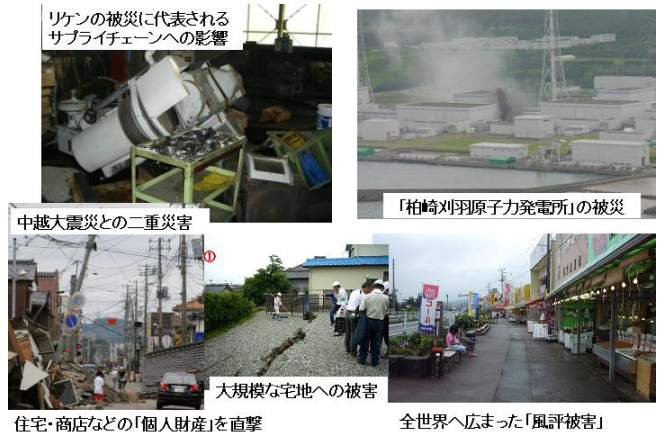 リケンの被災に代表される
サプライチェーンへの影響
「柏崎刈羽原子力発電所」の被災
中越大震災との二重災害
①
大規模な宅地への被害
住宅・商店などの「個人財産」を直撃
全世界へ広まった「風評被害」